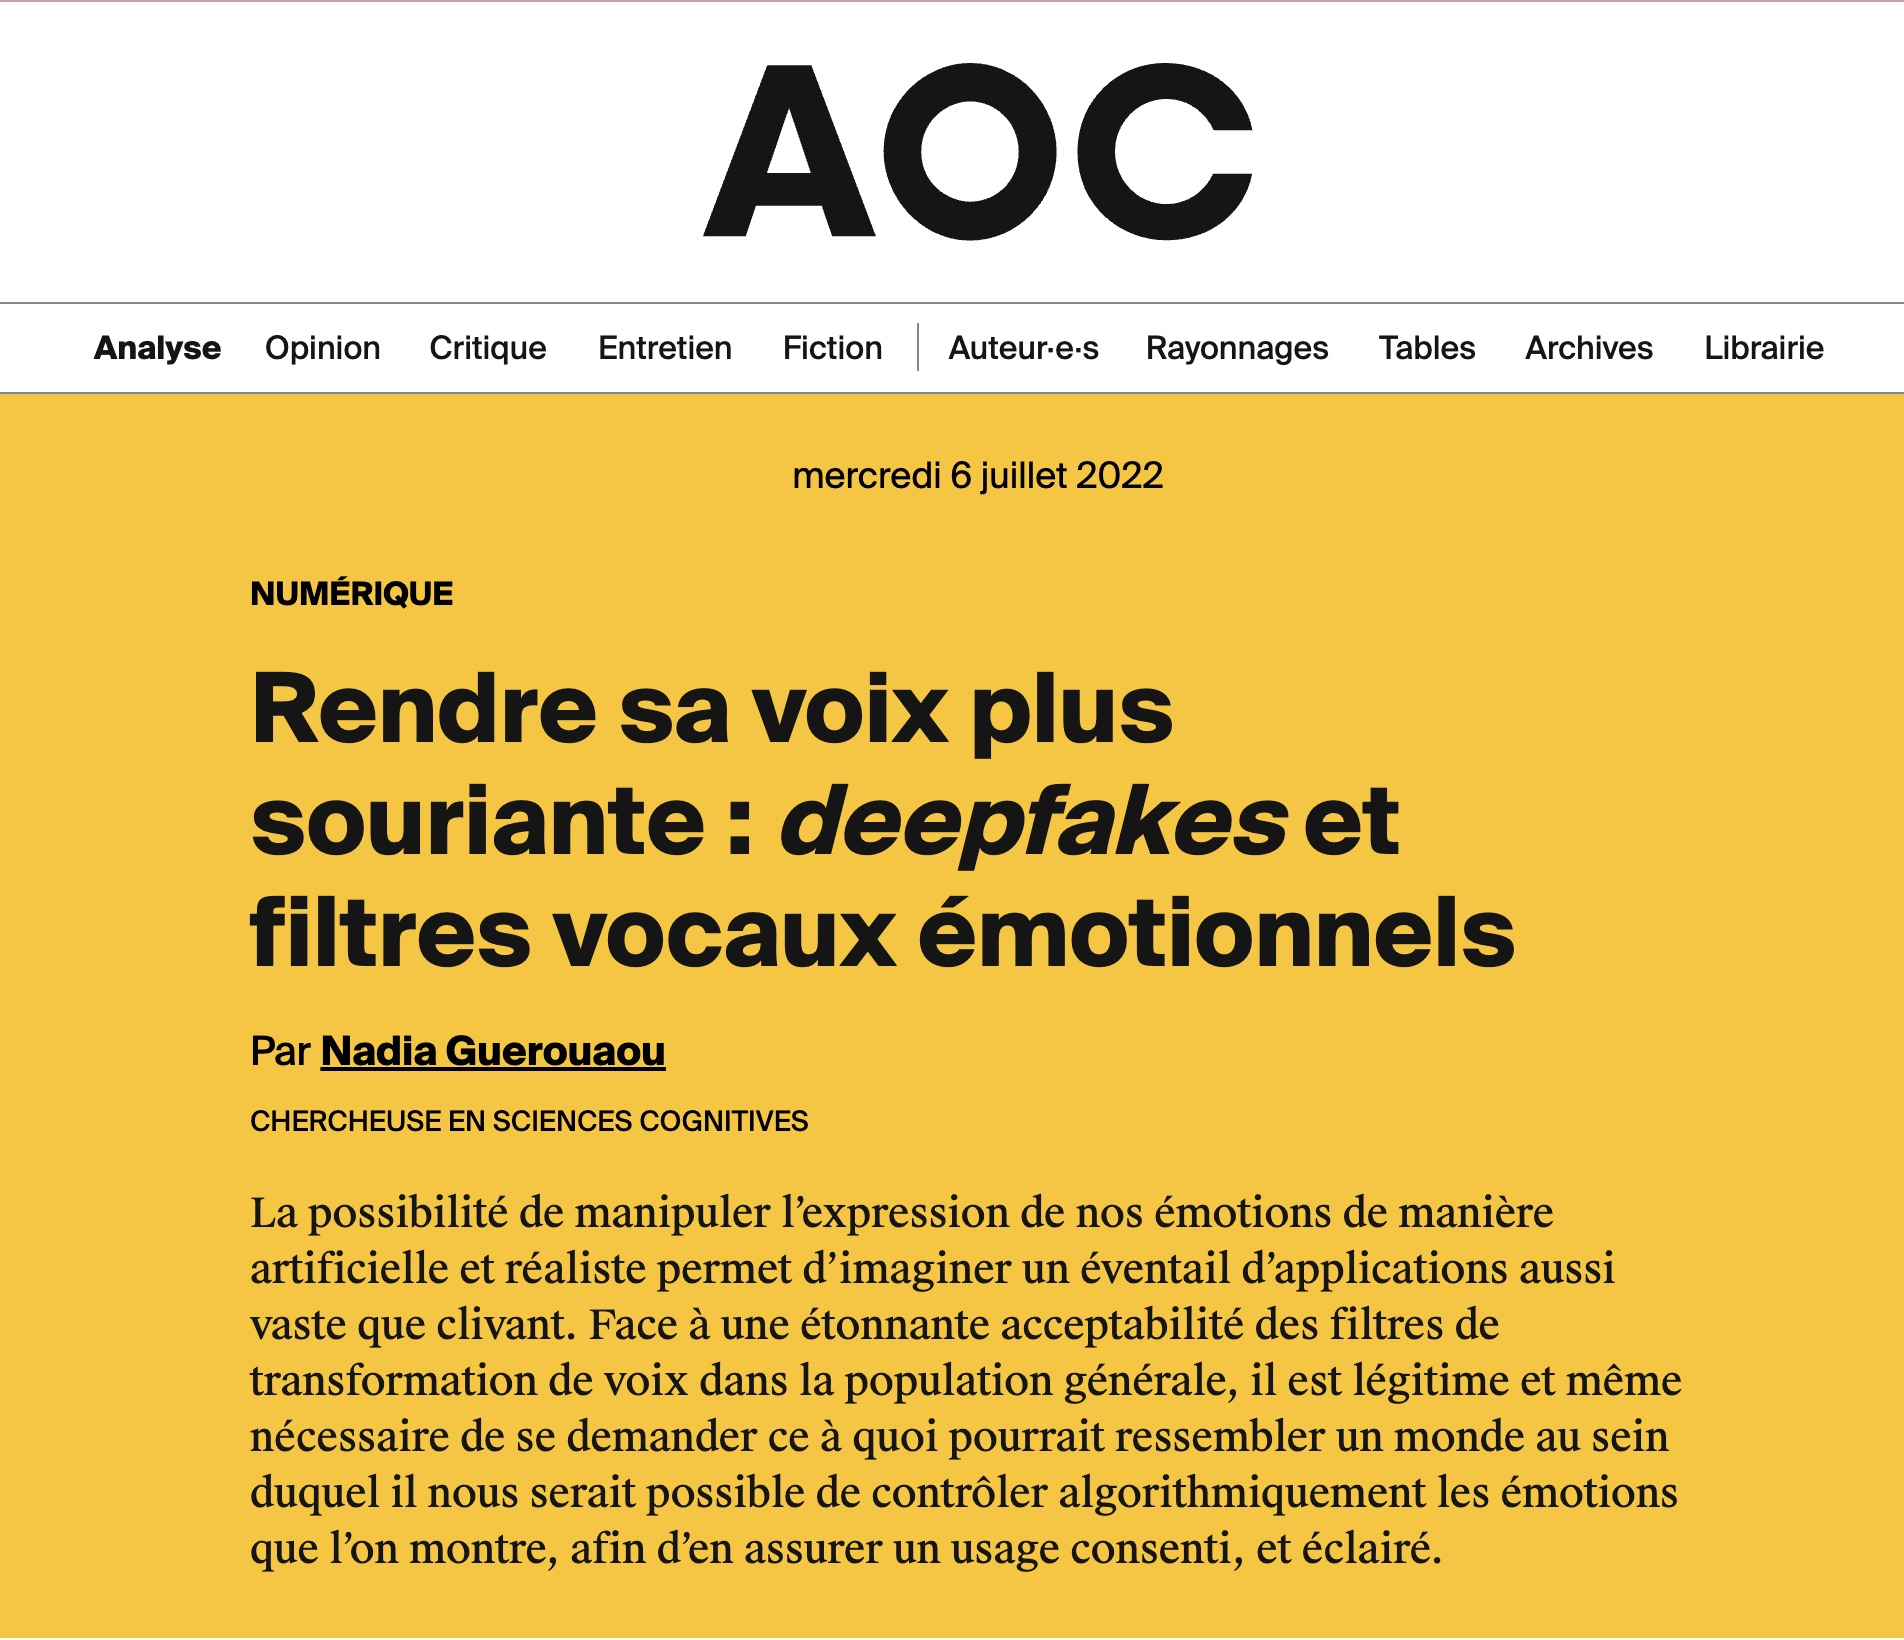 AOC
Analyse Opinion Critique Entretien Fiction Auteur·e·s Rayonnages Tables Archives Librairie
mercredi 6 juillet 2022
NUMÉRIQUE
Rendre sa voix plus
souriante : deepfakes et
filtres vocaux émotionnels
Par Nadia Guerouaou
CHERCHEUSE EN SCIENCES COGNITIVES
La possibilité de manipuler l’expression de nos émotions de manière
artificielle et réaliste permet d’imaginer un éventail d’applications aussi
vaste que clivant. Face à une étonnante acceptabilité des filtres de
transformation de voix dans la population générale, il est légitime et même
nécessaire de se demander ce à quoi pourrait ressembler un monde au sein
duquel il nous serait possible de contrôler algorithmiquement les émotions
que l’on montre, afin d’en assurer un usage consenti, et éclairé.